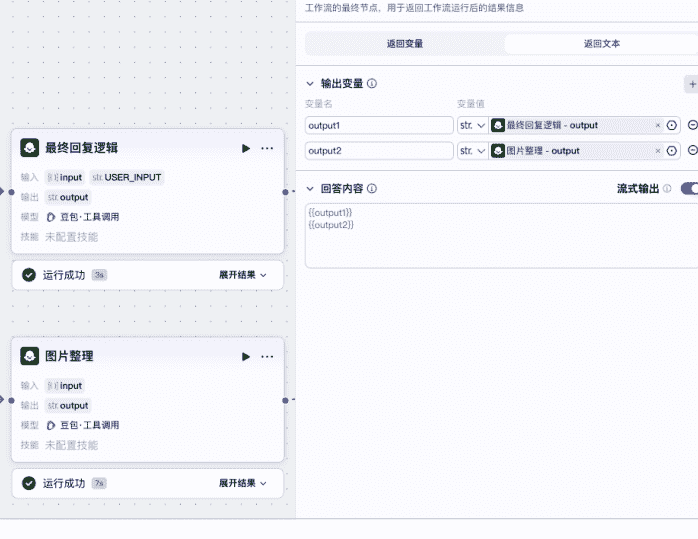 工作流的最终节点，用于返回工作流运行后的结果信息
返回变量
返回文本
输出变量
变量名
变量值
output1
str.
最终回复逻辑 - output
output2
str.
图片整理 - output
回答内容
流式输出
{{output1}}
{{output2}}
最终回复逻辑
输入 input str. USER_INPUT
输出 str. output
模型 豆包·工具调用
技能 未配置技能
运行成功 3s
展开结果
图片整理
输入 input
输出 str. output
模型 豆包·工具调用
技能 未配置技能
运行成功 7s
展开结果